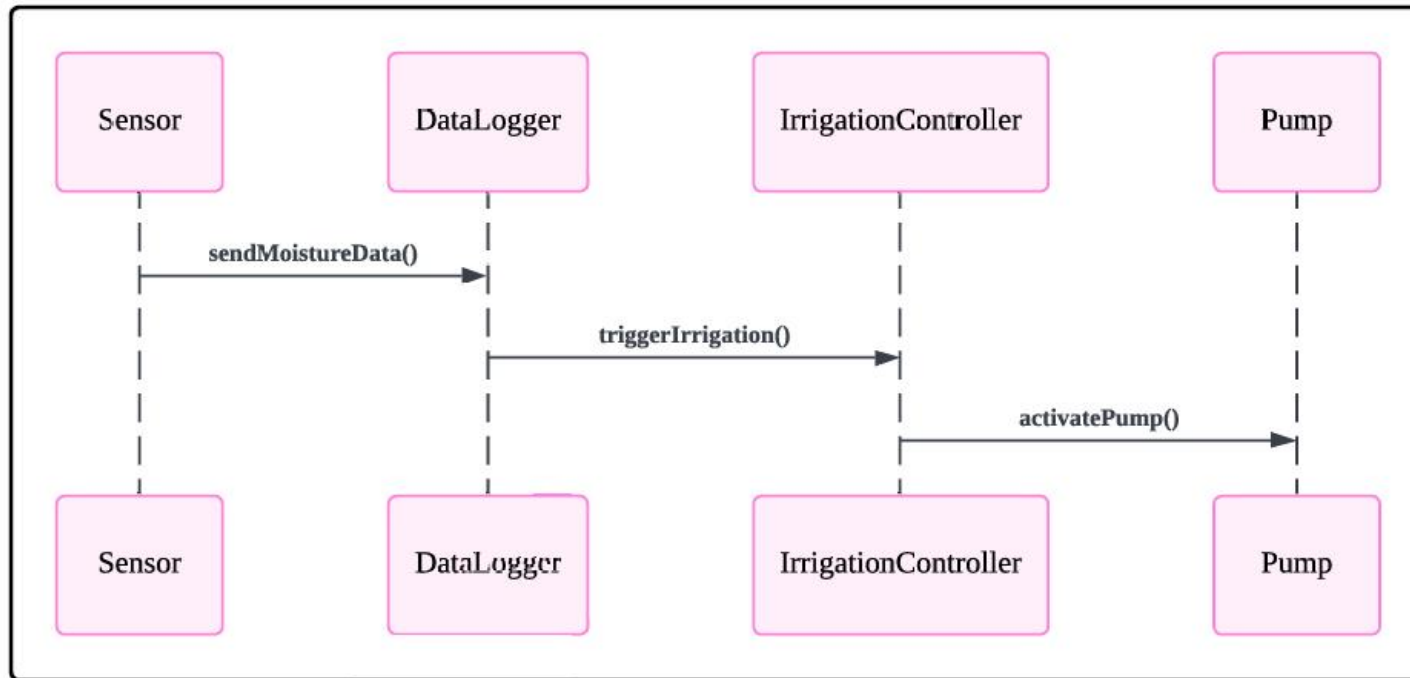 Sensor
DataLogger
IrrigationController
Pump
sendMoistureData()
triggerIrrigation()
activatePump()
Sensor
DataLogger
IrrigationController
Pump